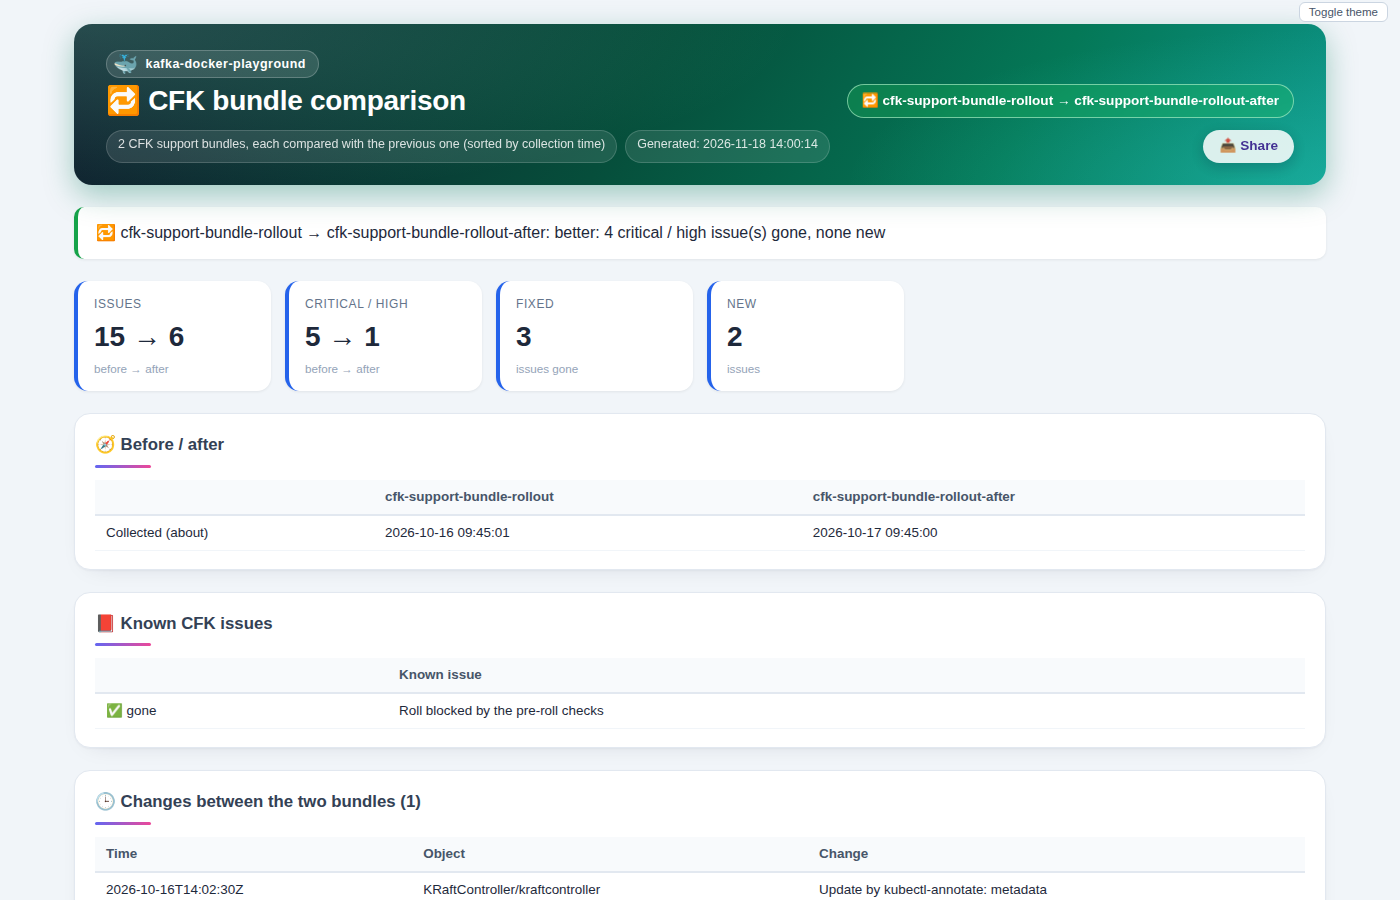 Toggle theme
kafka-docker-playground
🔁 CFK bundle comparison
🔁 cfk-support-bundle-rollout → cfk-support-bundle-rollout-after
2 CFK support bundles, each compared with the previous one (sorted by collection time)
Generated: 2026-11-18 14:00:14
📤 Share
🔁 cfk-support-bundle-rollout → cfk-support-bundle-rollout-after: better: 4 critical / high issue(s) gone, none new
ISSUES
15 → 6
before → after
CRITICAL / HIGH
5 → 1
before → after
FIXED
3
issues gone
NEW
2
issues
🧭 Before / after
cfk-support-bundle-rollout cfk-support-bundle-rollout-after
Collected (about) 2026-10-16 09:45:01 2026-10-17 09:45:00
📕 Known CFK issues
Known issue
✅ gone Roll blocked by the pre-roll checks
🕒 Changes between the two bundles (1)
Time Object Change
2026-10-16T14:02:30Z KRaftController/kraftcontroller Update by kubectl-annotate: metadata